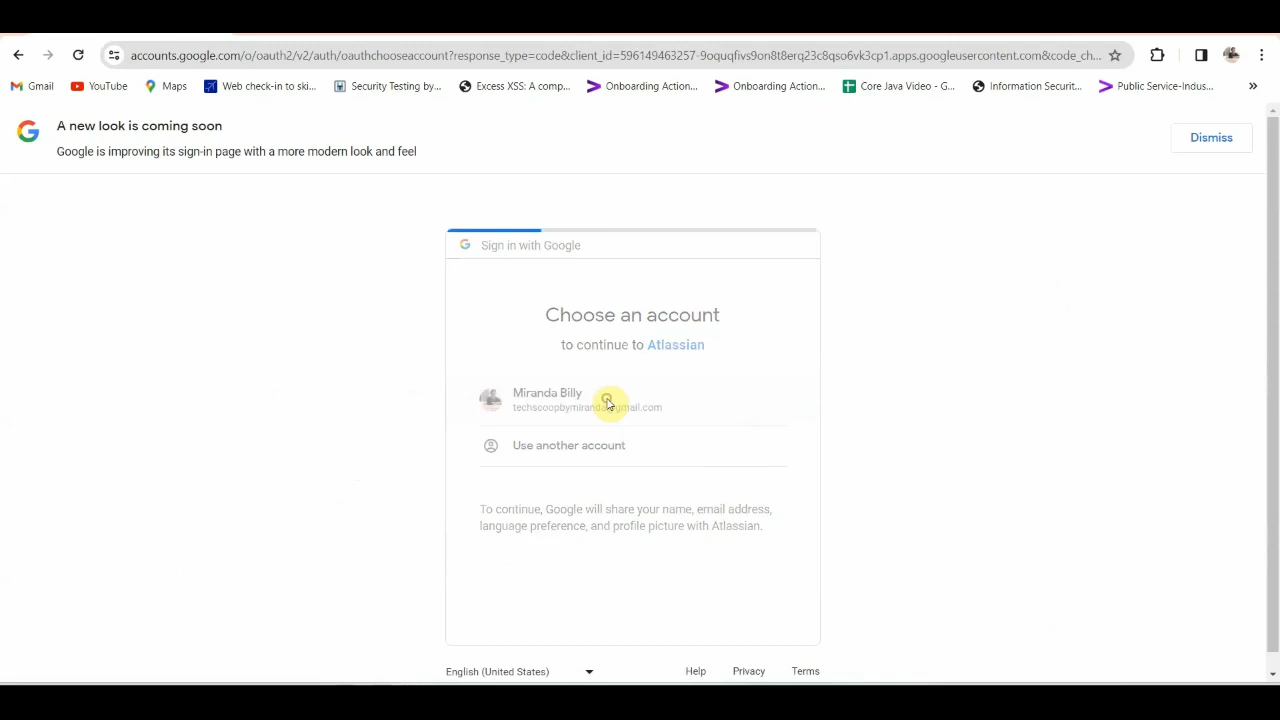 accounts.google.com/o/oauth2/v2/auth/oauthchooseaccount?response_type=code&client_id=596149463257-9oquqfivs9on8t8erq23c8qso6vk3cp1.apps.googleusercontent.com&code_ch...
Gmail YouTube Maps Web check-in to ski... Security Testing by... Excess XSS: A comp... Onboarding Action... Onboarding Action... Core Java Video - G... Information Securit... Public Service-Indus... »
A new look is coming soon
Google is improving its sign-in page with a more modern look and feel
Dismiss
Sign in with Google
Choose an account
to continue to Atlassian
Miranda Billy
techscoopbymiranda@gmail.com
Use another account
To continue, Google will share your name, email address,
language preference, and profile picture with Atlassian.
English (United States) Help Privacy Terms